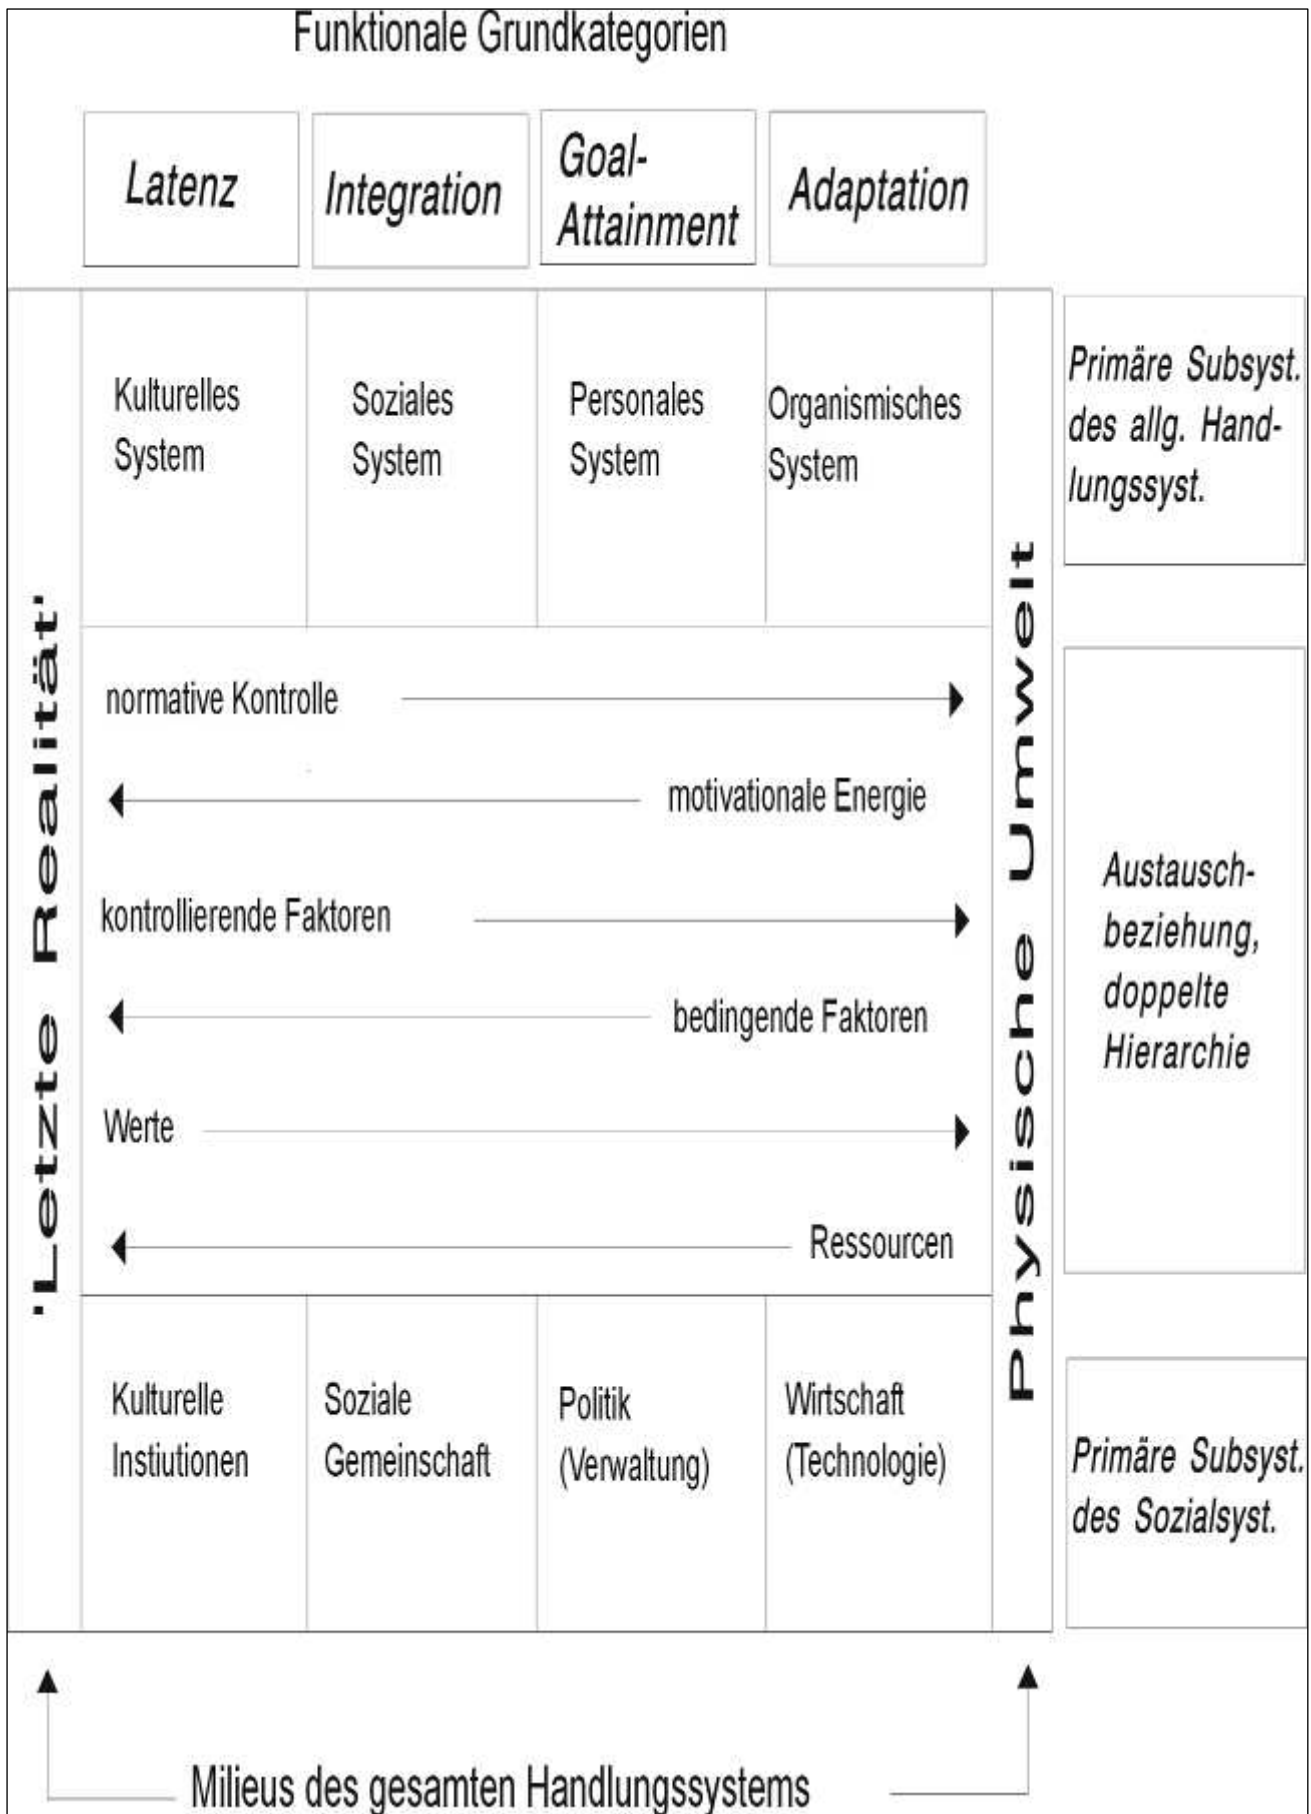 Funktionale Grundkategorien
Latenz
Integration
Goal-
Attainment
Adaptation
Kulturelles
System
Soziales
System
Personales
System
Organismisches
System
Primäre Subsyst.
des allg. Hand-
lungssyst.
'Letzte Realität'
normative Kontrolle
motivationale Energie
kontrollierende Faktoren
bedingende Faktoren
Werte
Ressourcen
Physische Umwelt
Austausch-
beziehung,
doppelte
Hierarchie
Kulturelle
Instiutionen
Soziale
Gemeinschaft
Politik
(Verwaltung)
Wirtschaft
(Technologie)
Primäre Subsyst.
des Sozialsyst.
Milieus des gesamten Handlungssystems